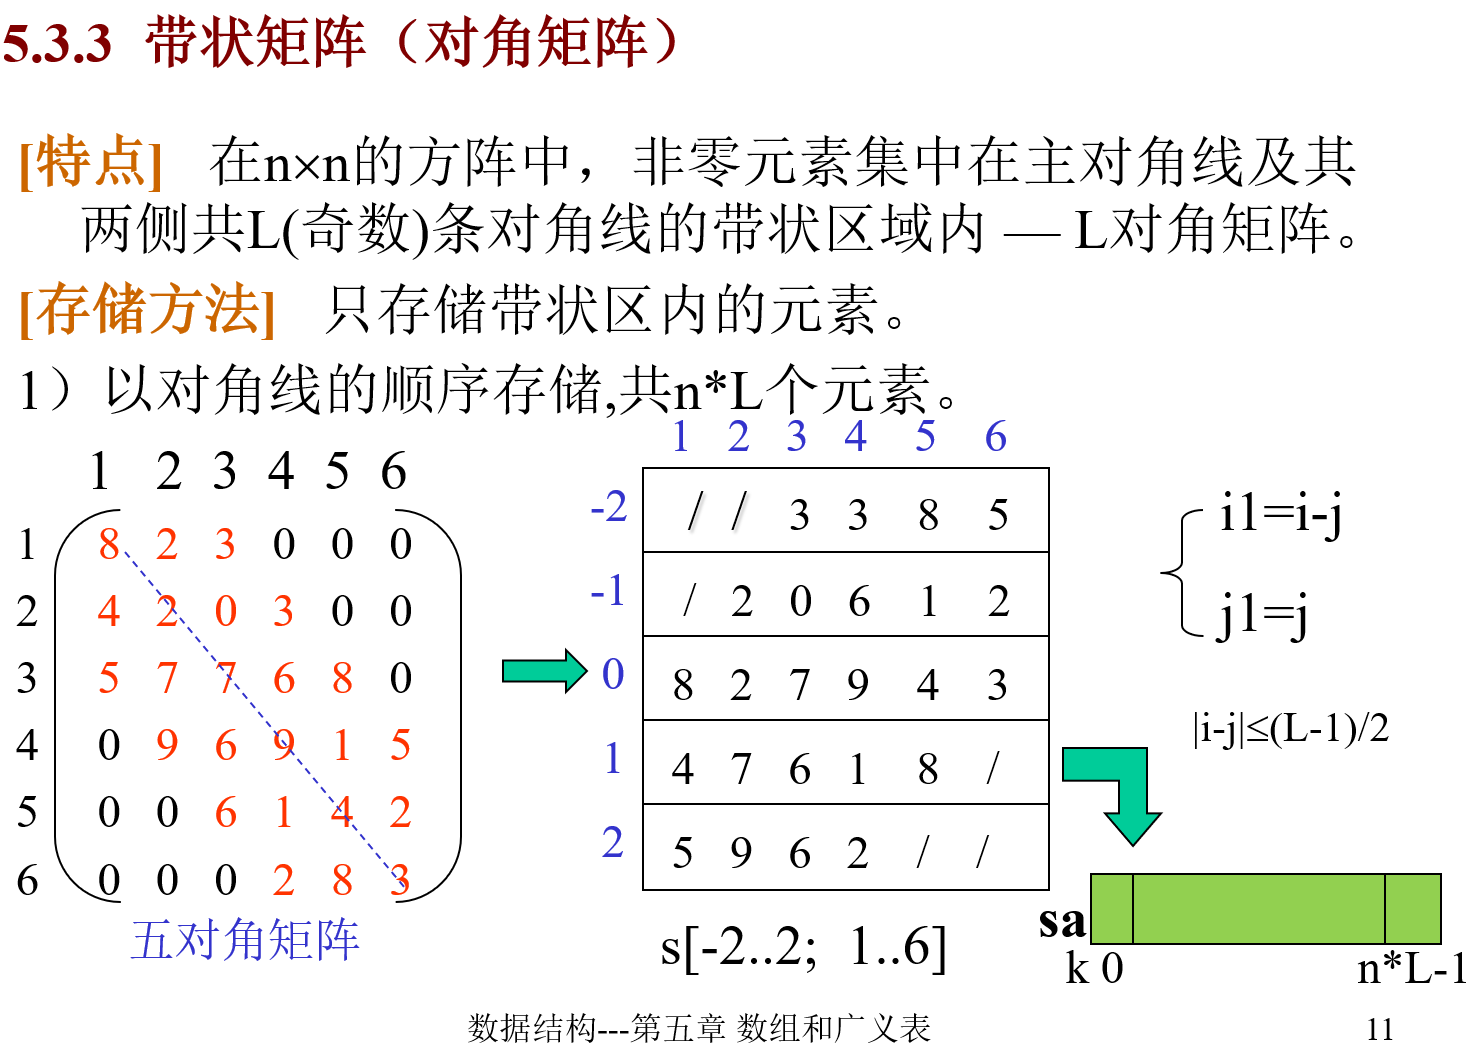 5.3.3 带状矩阵（对角矩阵）
[特点] 在n×n的方阵中，非零元素集中在主对角线及其
两侧共L(奇数)条对角线的带状区域内 — L对角矩阵。
[存储方法] 只存储带状区内的元素。
1）以对角线的顺序存储,共n*L个元素。
1 2 3 4 5 6
1 8 2 3 0 0 0
2 4 2 0 3 0 0
3 5 7 7 6 8 0
4 0 9 6 9 1 5
5 0 0 6 1 4 2
6 0 0 0 2 8 3
五对角矩阵
1 2 3 4 5 6
-2 / / 3 3 8 5
-1 / 2 0 6 1 2
0 8 2 7 9 4 3
1 4 7 6 1 8 /
2 5 9 6 2 / /
s[-2..2; 1..6]
i1=i-j
j1=j
|i-j|≤(L-1)/2
sa
k 0 n*L-1
数据结构---第五章 数组和广义表
11